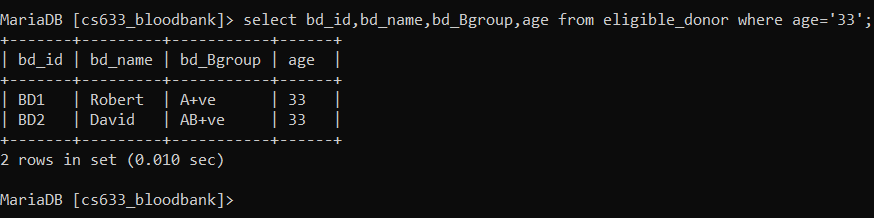 MariaDB [cs633_bloodbank]> select bd_id,bd_name,bd_Bgroup,age from eligible_donor where age='33';
+-------+---------+-----------+------+
| bd_id | bd_name | bd_Bgroup | age  |
+-------+---------+-----------+------+
| BD1   | Robert  | A+ve      | 33   |
| BD2   | David   | AB+ve     | 33   |
+-------+---------+-----------+------+
2 rows in set (0.010 sec)
MariaDB [cs633_bloodbank]>